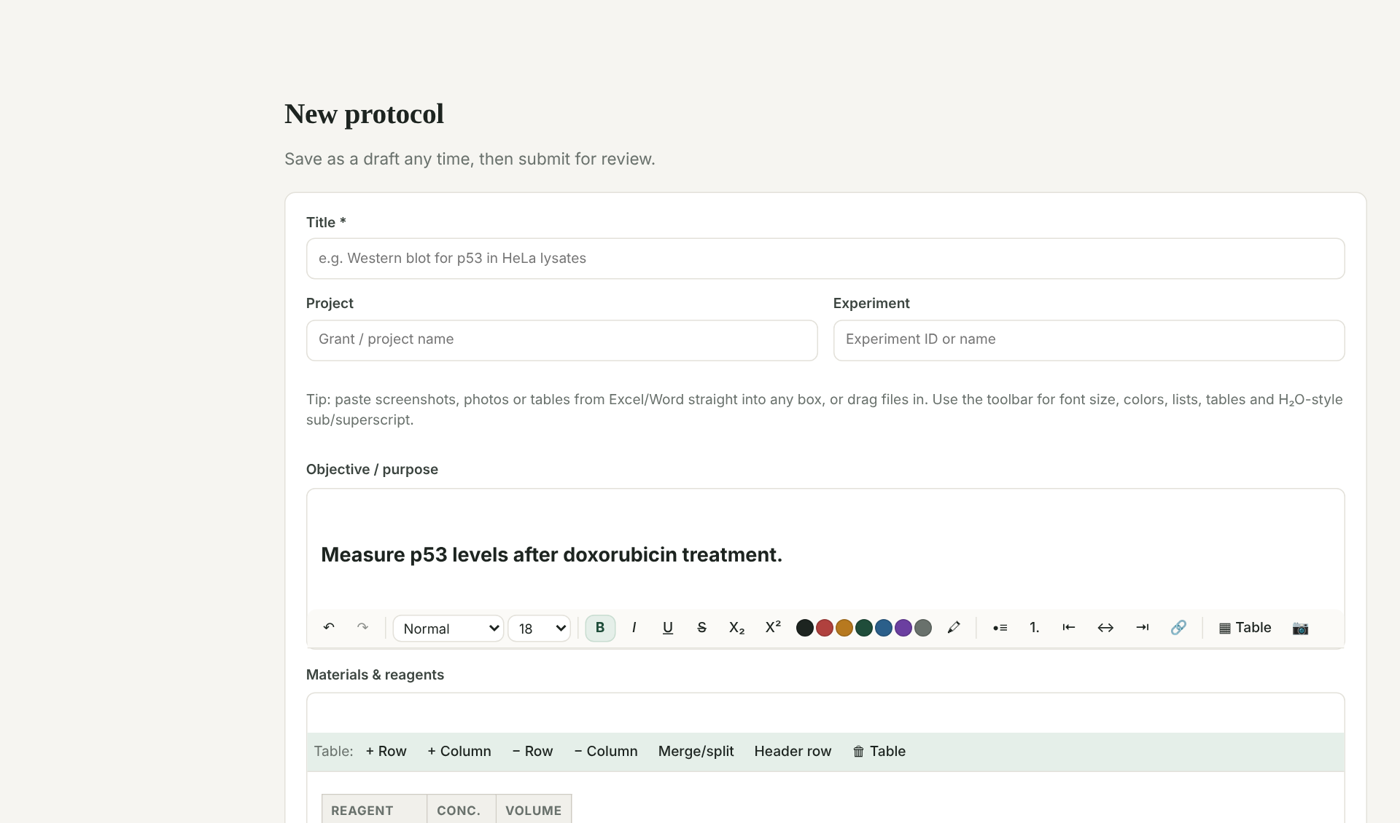 New protocol
Save as a draft any time, then submit for review.
Title *
e.g. Western blot for p53 in HeLa lysates
Project
Experiment
Grant / project name
Experiment ID or name
Tip: paste screenshots, photos or tables from Excel/Word straight into any box, or drag files in. Use the toolbar for font size, colors, lists, tables and H₂O-style
sub/superscript.
Objective / purpose
Measure p53 levels after doxorubicin treatment.
↶ ↷ Normal 18 B I U S X₂ X² •≡ 1. ⇤ ↔ ⇥ 🔗 ▦ Table 📷
Materials & reagents
Table: + Row + Column − Row − Column Merge/split Header row 🗑 Table
REAGENT CONC. VOLUME